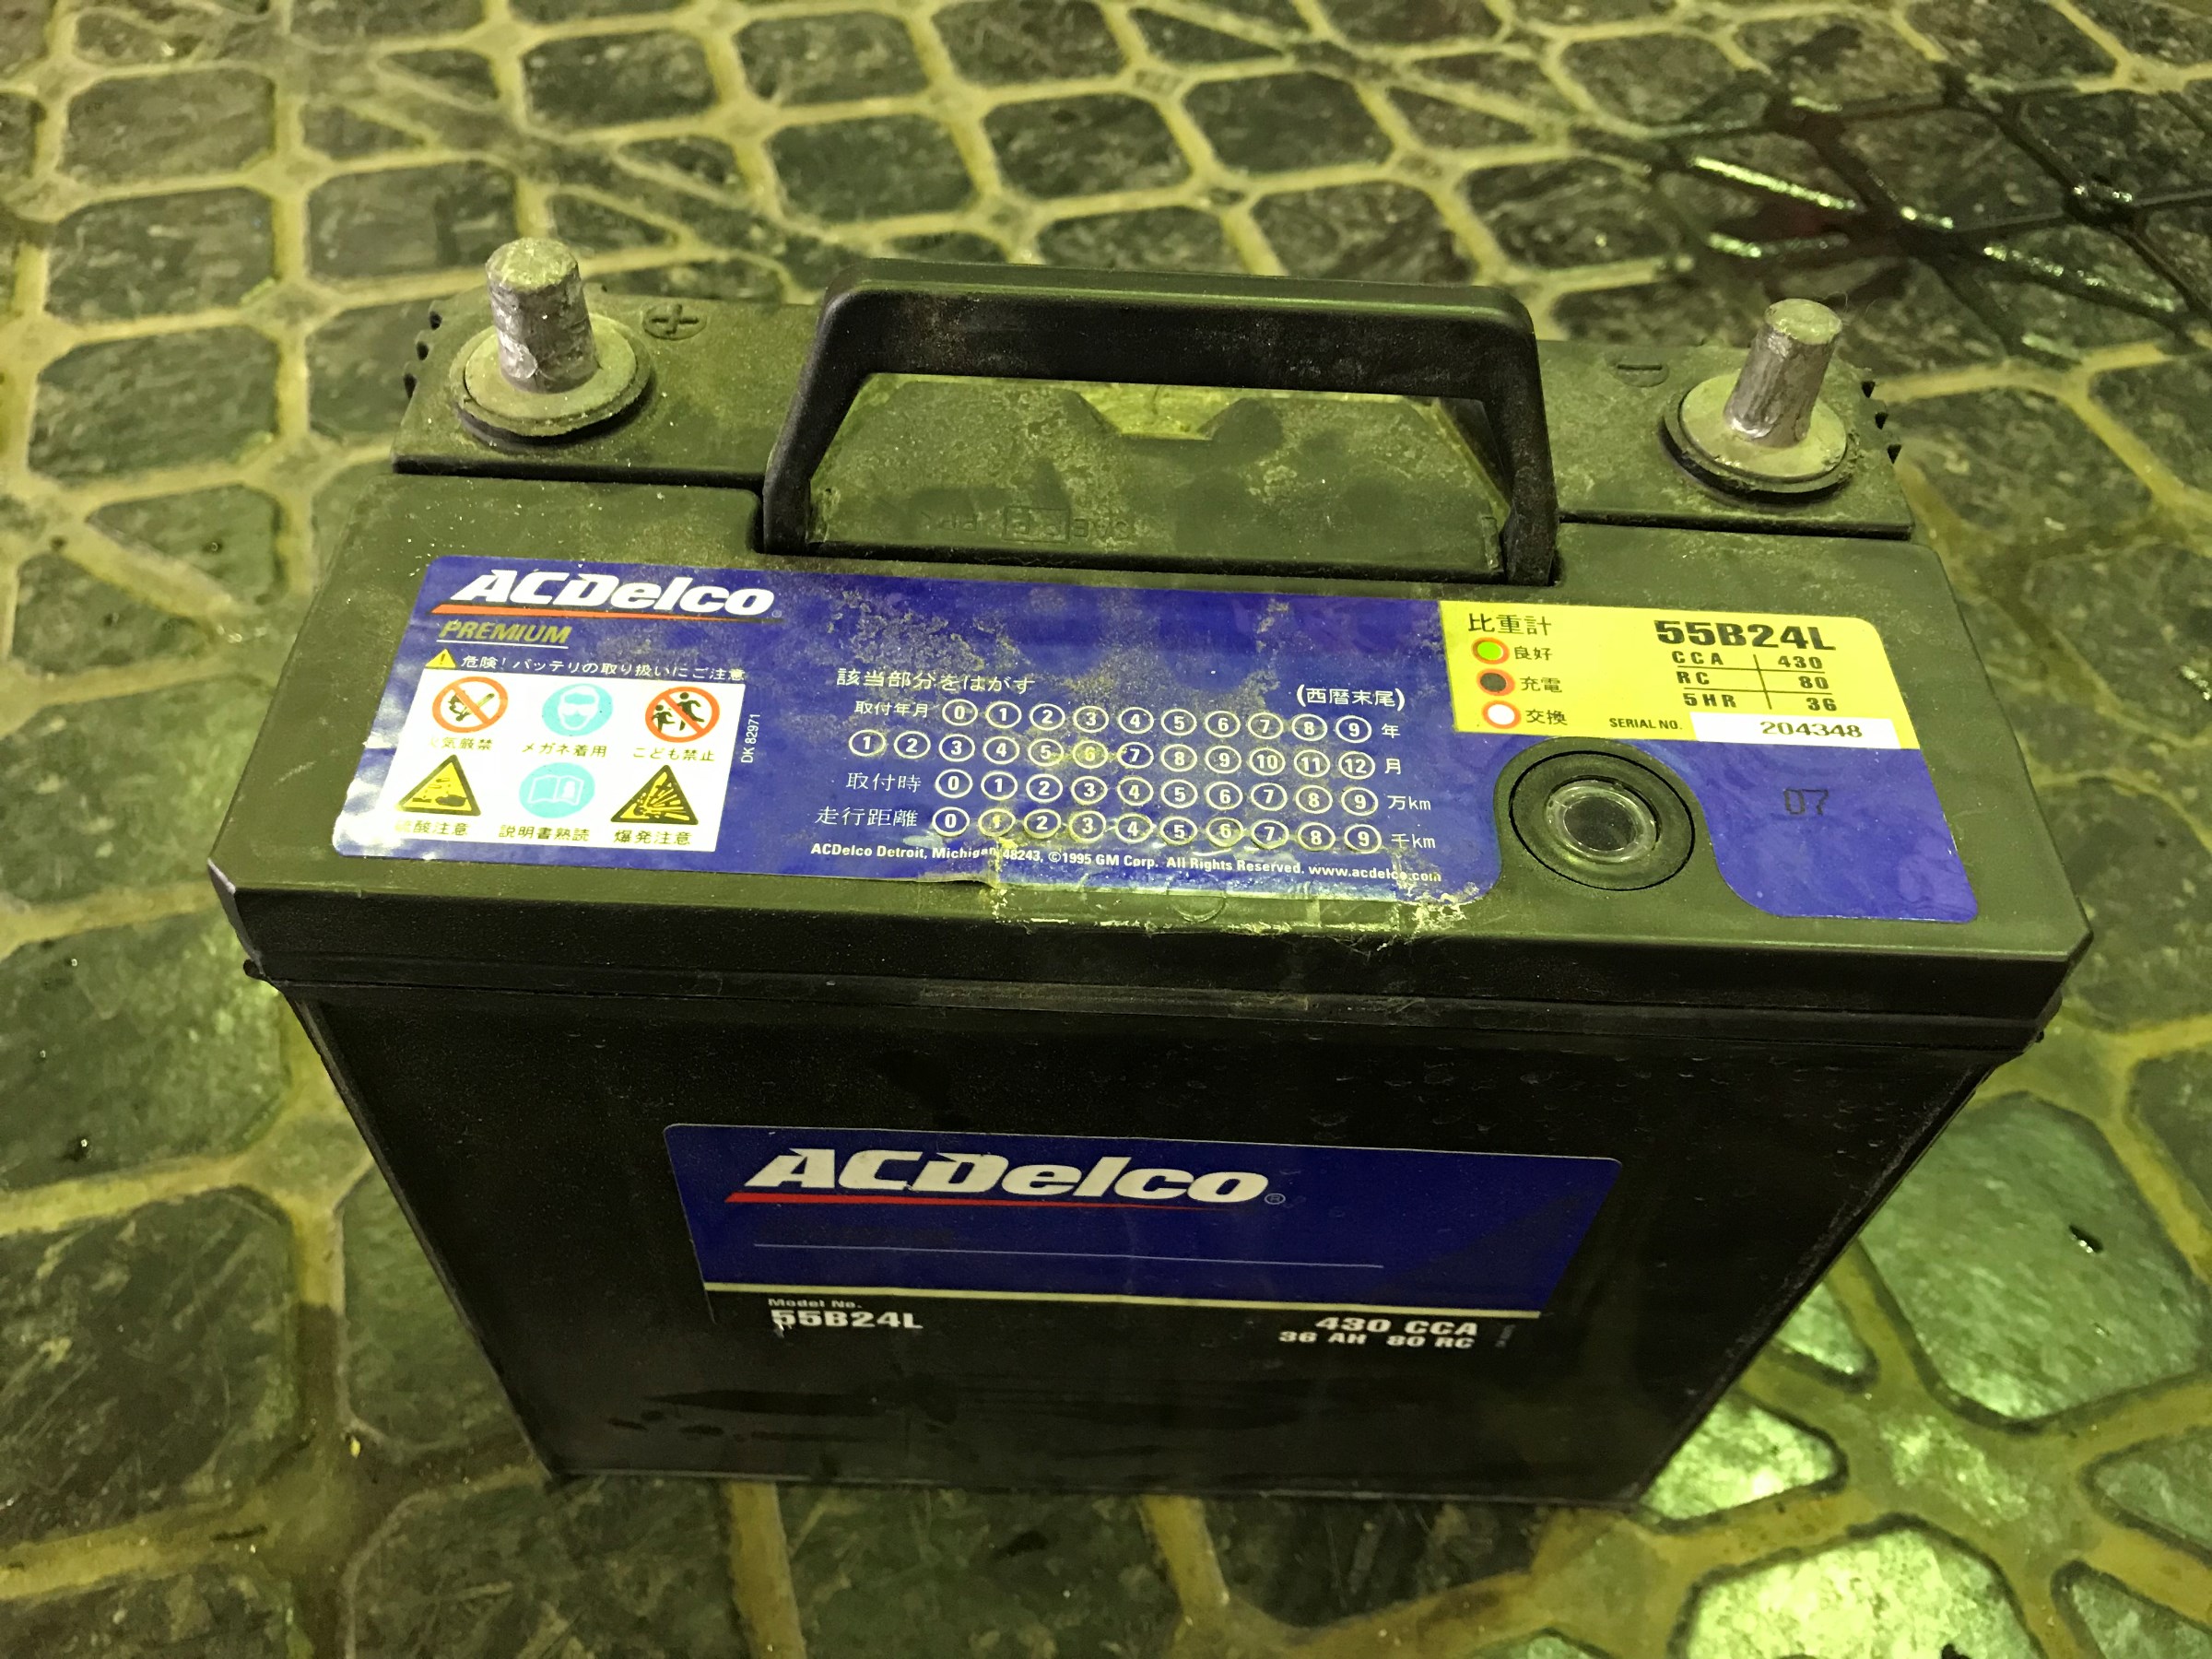 ACDelco
PREMIUM
危険!バッテリの取り扱いにご注意
火気厳禁 メガネ着用 こども禁止
硫酸注意 説明書熟読 爆発注意
DK 82971
該当部分をはがす (西暦末尾)
取付年月 0 1 2 3 4 5 6 7 8 9 年
1 2 3 4 5 6 7 8 9 10 11 12 月
取付時 0 1 2 3 4 5 6 7 8 9 万km
走行距離 0 1 2 3 4 5 6 7 8 9 千km
ACDelco Detroit, Michigan 48243, ©1995 GM Corp. All Rights Reserved. www.acdelco.com
比重計
良好
充電
交換
55B24L
CCA 430
RC 80
5HR 36
SERIAL NO. 204348
07
ACDelco®
Model No.
55B24L
430 CCA
36 AH 80 RC